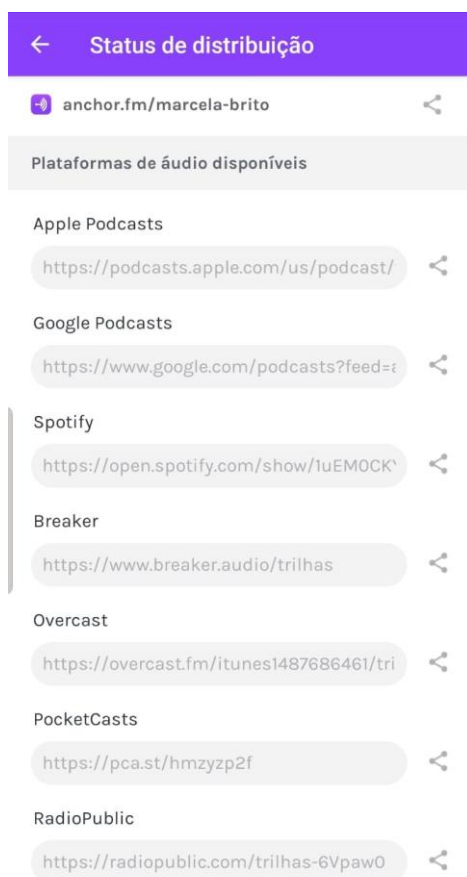 Status de distribuição
anchor.fm/marcela-brito
Plataformas de áudio disponíveis
Apple Podcasts
https://podcasts.apple.com/us/podcast/
Google Podcasts
https://www.google.com/podcasts?feed=a
Spotify
https://open.spotify.com/show/1uEM0CKY
Breaker
https://www.breaker.audio/trilhas
Overcast
https://overcast.fm/itunes1487686461/tri
PocketCasts
https://pca.st/hmzyzp2f
RadioPublic
https://radiopublic.com/trilhas-6Vpaw0